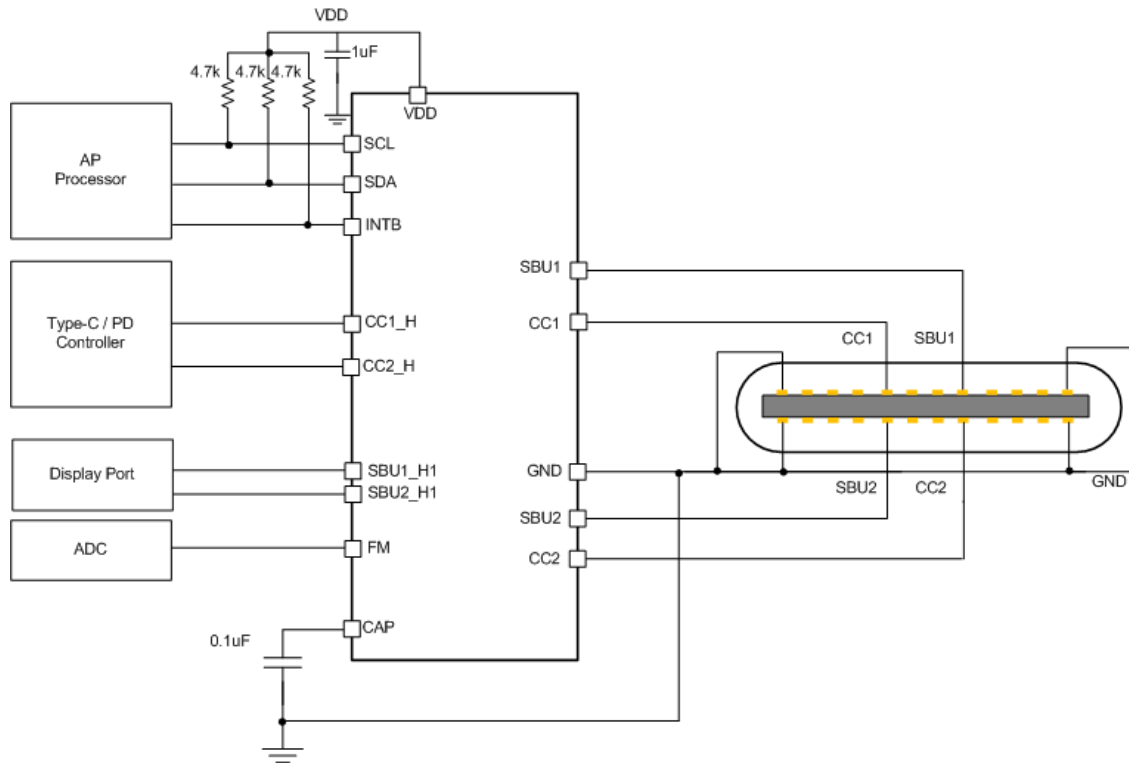 VDD
1uF
4.7k 4.7k 4.7k
VDD
AP
Processor
SCL
SDA
INTB
Type-C / PD
Controller
CC1_H
CC2_H
SBU1
CC1
CC1
SBU1
Display Port
SBU1_H1
SBU2_H1
GND
SBU2
CC2
GND
ADC
FM
SBU2
CC2
CAP
0.1uF